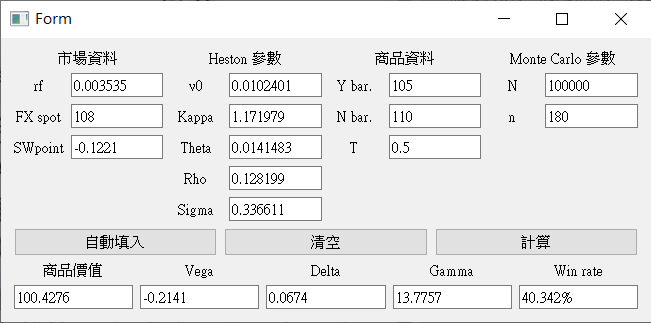 Form
市場資料 Heston 參數 商品資料 Monte Carlo 參數
rf 0.003535 v0 0.0102401 Y bar. 105 N 100000
FX spot 108 Kappa 1.171979 N bar. 110 n 180
SWpoint -0.1221 Theta 0.0141483 T 0.5
Rho 0.128199
Sigma 0.336611
自動填入 清空 計算
商品價值 Vega Delta Gamma Win rate
100.4276 -0.2141 0.0674 13.7757 40.342%